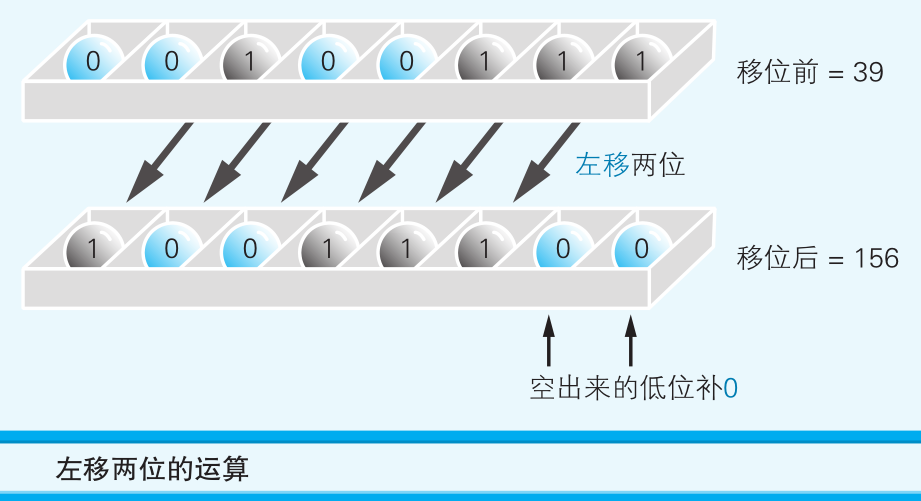 0 0 1 0 0 1 1 1
移位前 = 39
左移两位
1 0 0 1 1 1 0 0
移位后 = 156
空出来的低位补0
左移两位的运算